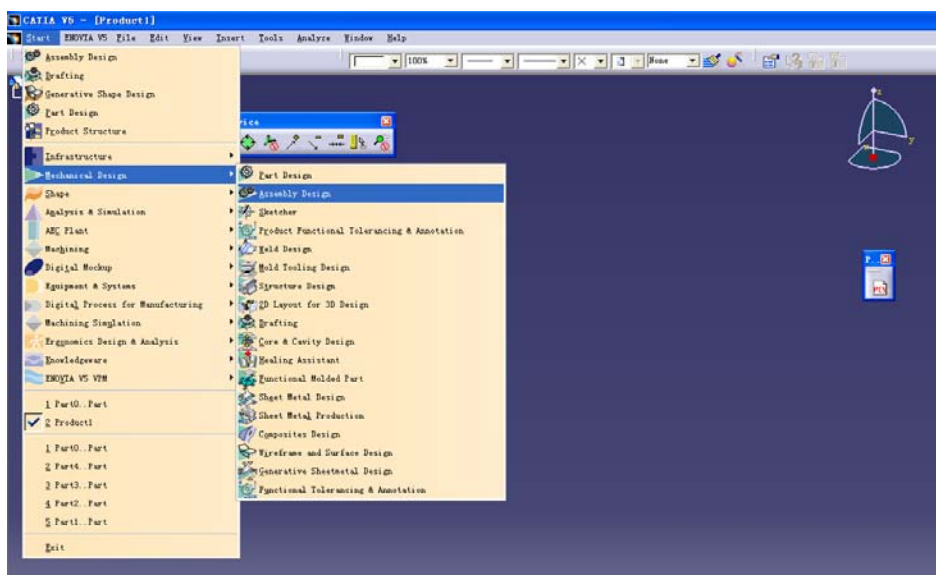 CATIA V5 - [Product1]
Start ENOVIA V5 File Edit View Insert Tools Analyze Window Help
100% None
Assembly Design
Drafting
Generative Shape Design
Part Design
Product Structure
Infrastructure
Mechanical Design
Shape
Analysis & Simulation
AEC Plant
Machining
Digital Mockup
Equipment & Systems
Digital Process for Manufacturing
Machining Simulation
Ergonomics Design & Analysis
Knowledgeware
ENOVIA V5 VPM
1 Part0..Part
2 Product1
1 Part0..Part
2 Part4..Part
3 Part3..Part
4 Part2..Part
5 Part1..Part
Exit
Part Design
Assembly Design
Sketcher
Product Functional Tolerancing & Annotation
Weld Design
Mold Tooling Design
Structure Design
2D Layout for 3D Design
Drafting
Core & Cavity Design
Healing Assistant
Functional Molded Part
Sheet Metal Design
Sheet Metal Production
Composites Design
Wireframe and Surface Design
Generative Sheetmetal Design
Functional Tolerancing & Annotation
z
y
x
P...